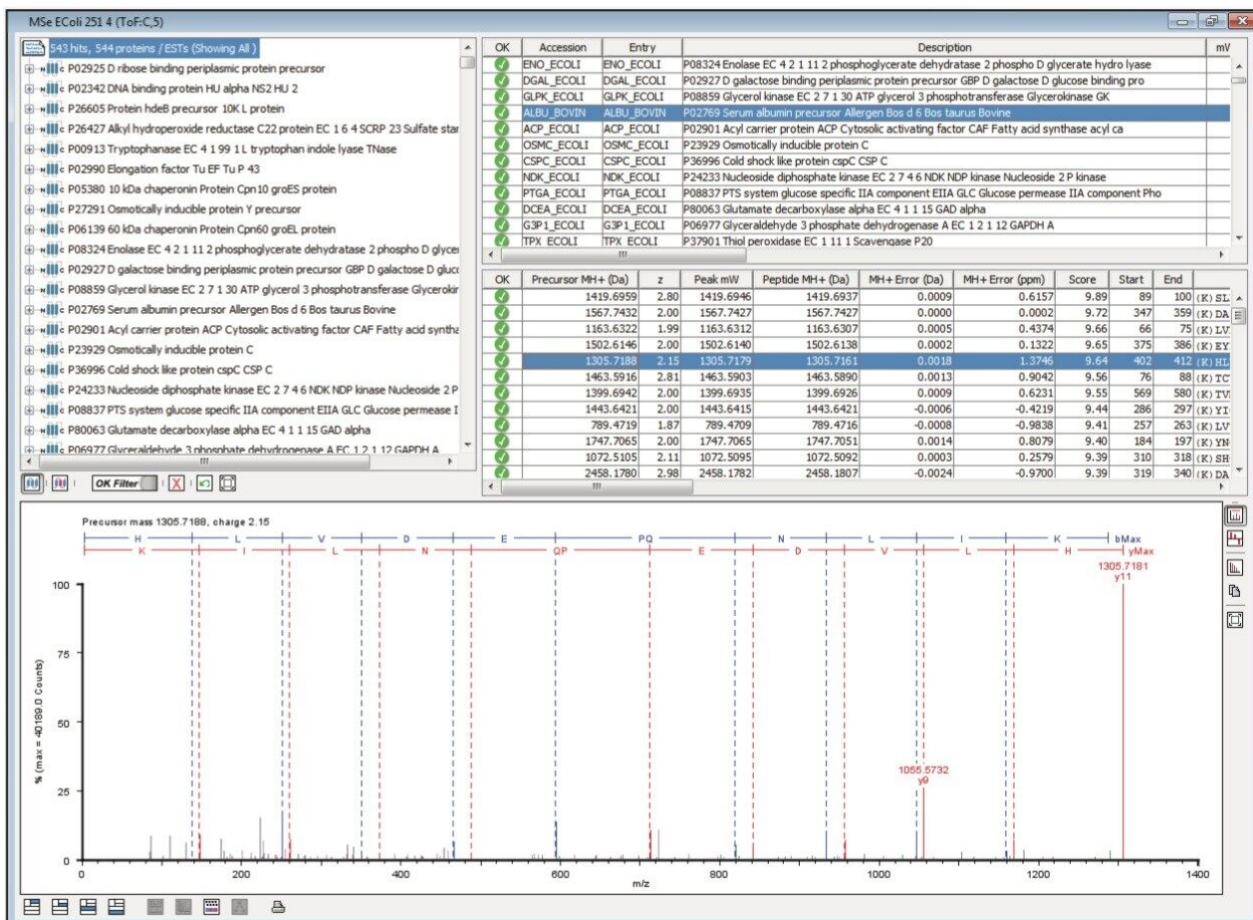 MSe EColi 251 4 (ToF:C,5)
543 hits, 544 proteins / ESTs (Showing All )
P02925 D ribose binding periplasmic protein precursor
P02342 DNA binding protein HU alpha NS2 HU 2
P26605 Protein hdeB precursor 10K L protein
P26427 Alkyl hydroperoxide reductase C22 protein EC 1 6 4 SCRP 23 Sulfate star
P00913 Tryptophanase EC 4 1 99 1 L tryptophan indole lyase TNase
P02990 Elongation factor Tu EF Tu P 43
P05380 10 kDa chaperonin Protein Cpn10 groES protein
P27291 Osmotically inducible protein Y precursor
P06139 60 kDa chaperonin Protein Cpn60 groEL protein
P08324 Enolase EC 4 2 1 11 2 phosphoglycerate dehydratase 2 phospho D glycer
P02927 D galactose binding periplasmic protein precursor GBP D galactose D gluco
P08859 Glycerol kinase EC 2 7 1 30 ATP glycerol 3 phosphotransferase Glycerokir
P02769 Serum albumin precursor Allergen Bos d 6 Bos taurus Bovine
P02901 Acyl carrier protein ACP Cytosolic activating factor CAF Fatty acid syntha
P23929 Osmotically inducible protein C
P36996 Cold shock like protein cspC CSP C
P24233 Nucleoside diphosphate kinase EC 2 7 4 6 NDK NDP kinase Nucleoside 2 P
P08837 PTS system glucose specific IIA component EIIA GLC Glucose permease I
P80063 Glutamate decarboxylase alpha EC 4 1 1 15 GAD alpha
P06977 Glyceraldehyde 3 phosphate dehydrogenase A EC 1 2 1 12 GAPDH A
OK Filter
OK Accession Entry Description mW
ENO_ECOLI ENO_ECOLI P08324 Enolase EC 4 2 1 11 2 phosphoglycerate dehydratase 2 phospho D glycerate hydro lyase
DGAL_ECOLI DGAL_ECOLI P02927 D galactose binding periplasmic protein precursor GBP D galactose D glucose binding pro
GLPK_ECOLI GLPK_ECOLI P08859 Glycerol kinase EC 2 7 1 30 ATP glycerol 3 phosphotransferase Glycerokinase GK
ALBU_BOVIN ALBU_BOVIN P02769 Serum albumin precursor Allergen Bos d 6 Bos taurus Bovine
ACP_ECOLI ACP_ECOLI P02901 Acyl carrier protein ACP Cytosolic activating factor CAF Fatty acid synthase acyl ca
OSMC_ECOLI OSMC_ECOLI P23929 Osmotically inducible protein C
CSPC_ECOLI CSPC_ECOLI P36996 Cold shock like protein cspC CSP C
NDK_ECOLI NDK_ECOLI P24233 Nucleoside diphosphate kinase EC 2 7 4 6 NDK NDP kinase Nucleoside 2 P kinase
PTGA_ECOLI PTGA_ECOLI P08837 PTS system glucose specific IIA component EIIA GLC Glucose permease IIA component Pho
DCEA_ECOLI DCEA_ECOLI P80063 Glutamate decarboxylase alpha EC 4 1 1 15 GAD alpha
G3P1_ECOLI G3P1_ECOLI P06977 Glyceraldehyde 3 phosphate dehydrogenase A EC 1 2 1 12 GAPDH A
TPX_ECOLI TPX_ECOLI P37901 Thiol peroxidase EC 1 11 1 Scavengase P20
OK Precursor MH+ (Da) z Peak mW Peptide MH+ (Da) MH+ Error (Da) MH+ Error (ppm) Score Start End
1419.6959 2.80 1419.6946 1419.6937 0.0009 0.6157 9.89 89 100 (K) SL
1567.7432 2.00 1567.7427 1567.7427 0.0000 0.0002 9.72 347 359 (K) DA
1163.6322 1.99 1163.6312 1163.6307 0.0005 0.4374 9.66 66 75 (K) LV
1502.6146 2.00 1502.6140 1502.6138 0.0002 0.1322 9.65 375 386 (K) EY
1305.7188 2.15 1305.7179 1305.7161 0.0018 1.3746 9.64 402 412 (K) HL
1463.5916 2.81 1463.5903 1463.5890 0.0013 0.9042 9.56 76 88 (K) TC
1399.6942 2.00 1399.6935 1399.6926 0.0009 0.6231 9.55 569 580 (K) TV
1443.6421 2.00 1443.6415 1443.6421 -0.0006 -0.4219 9.44 286 297 (K) YI
789.4719 1.87 789.4709 789.4716 -0.0008 -0.9838 9.41 257 263 (K) LV
1747.7065 2.00 1747.7065 1747.7051 0.0014 0.8079 9.40 184 197 (K) YN
1072.5105 2.11 1072.5095 1072.5092 0.0003 0.2579 9.39 310 318 (K) SH
2458.1780 2.98 2458.1782 2458.1807 -0.0024 -0.9700 9.39 319 340 (K) DA
Precursor mass 1305.7188, charge 2.15
H L V D E PQ N L I K bMax
K I L N QP E D V L H yMax
1305.7181
y11
1055.5732
y9
100
75
50
25
0
% (max = 40189.0 Counts)
0 200 400 600 800 1000 1200 1400
m/z